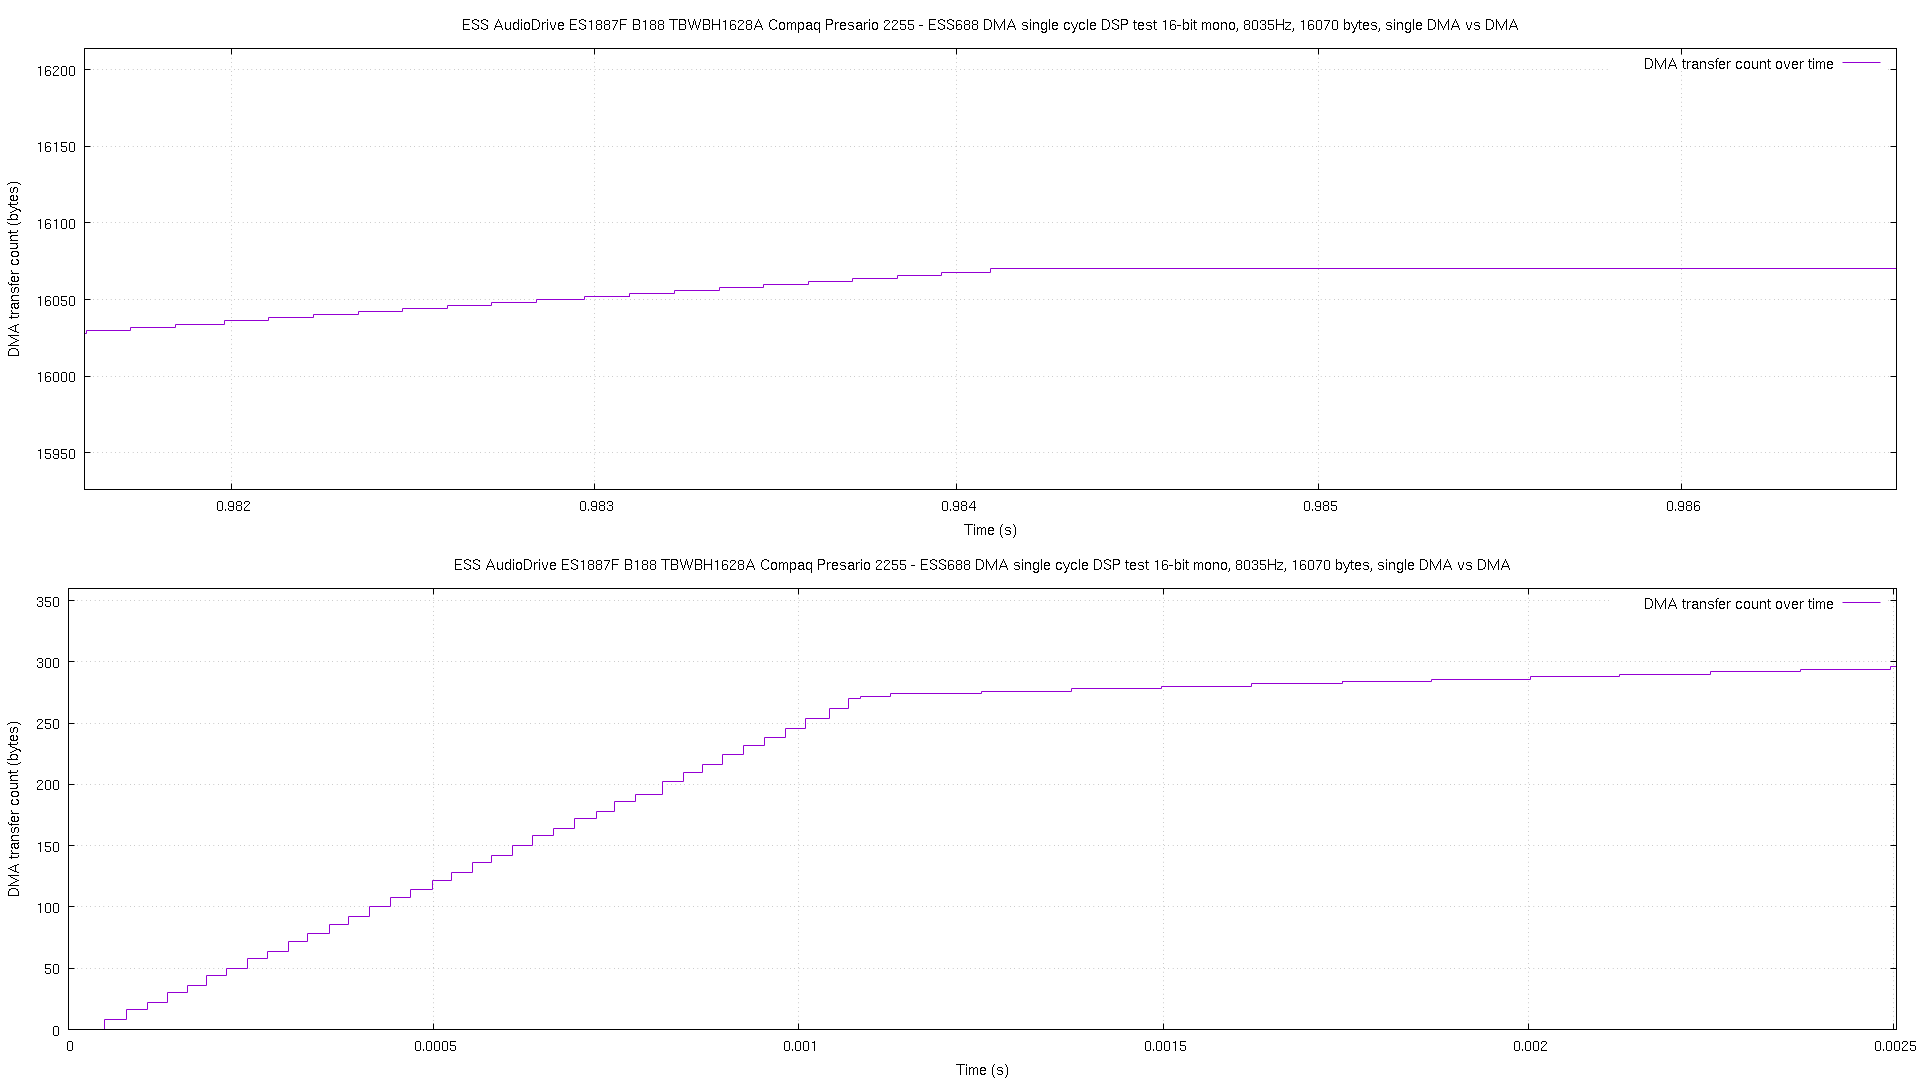 ESS AudioDrive ES1887F B188 TBWBH1628A Compaq Presario 2255 - ESS688 DMA single cycle DSP test 16-bit mono, 8035Hz, 16070 bytes, single DMA vs DMA
DMA transfer count over time
16200
16150
16100
16050
16000
15950
DMA transfer count (bytes)
0.982 0.983 0.984 0.985 0.986
Time (s)
ESS AudioDrive ES1887F B188 TBWBH1628A Compaq Presario 2255 - ESS688 DMA single cycle DSP test 16-bit mono, 8035Hz, 16070 bytes, single DMA vs DMA
DMA transfer count over time
350
300
250
200
150
100
50
0
DMA transfer count (bytes)
0 0.0005 0.001 0.0015 0.002 0.0025
Time (s)